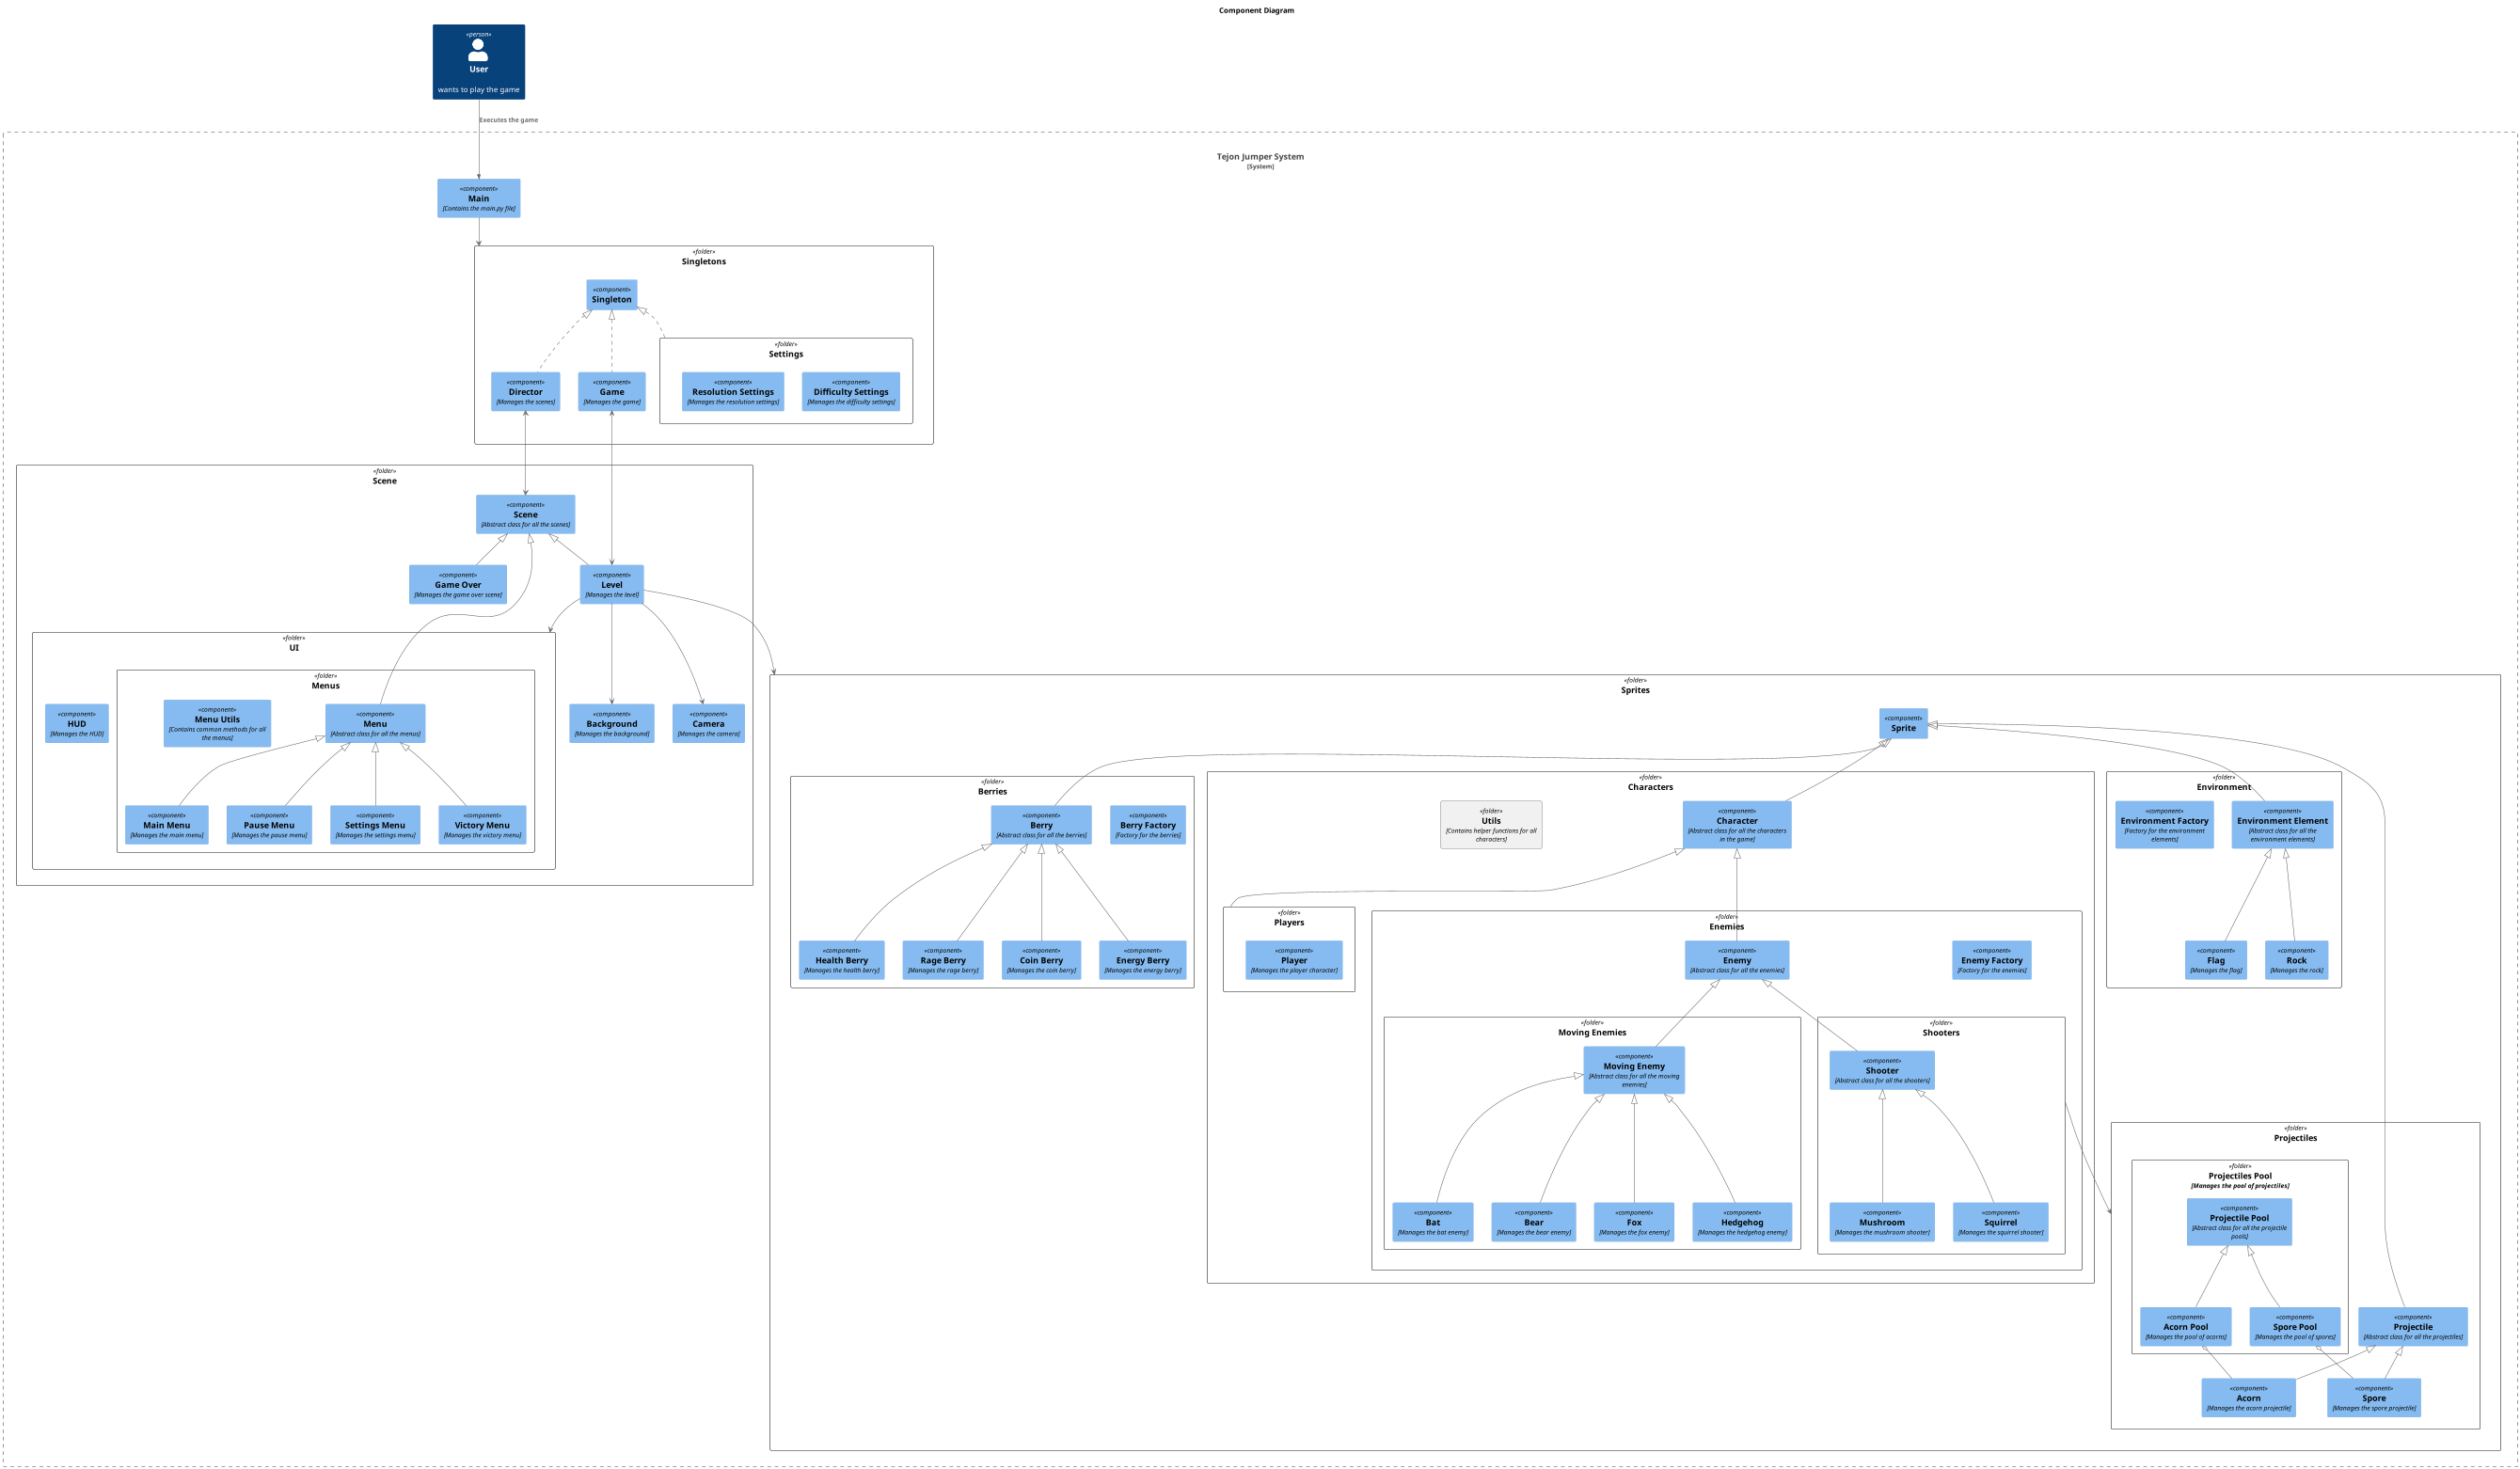 Component Diagram
«person»
User
wants to play the game
Executes the game
Tejon Jumper System
[System]
«component»
Main
[Contains the main.py file]
«folder»
Singletons
«component»
Singleton
«folder»
Settings
«component»
Director
[Manages the scenes]
«component»
Game
[Manages the game]
«component»
Resolution Settings
[Manages the resolution settings]
«component»
Difficulty Settings
[Manages the difficulty settings]
«folder»
Scene
«component»
Scene
[Abstract class for all the scenes]
«component»
Game Over
[Manages the game over scene]
«component»
Level
[Manages the level]
«folder»
UI
«folder»
Menus
«component»
HUD
[Manages the HUD]
«component»
Menu Utils
[Contains common methods for all
the menus]
«component»
Menu
[Abstract class for all the menus]
«component»
Background
[Manages the background]
«component»
Camera
[Manages the camera]
«component»
Main Menu
[Manages the main menu]
«component»
Pause Menu
[Manages the pause menu]
«component»
Settings Menu
[Manages the settings menu]
«component»
Victory Menu
[Manages the victory menu]
«folder»
Sprites
«component»
Sprite
«folder»
Berries
«component»
Berry
[Abstract class for all the berries]
«component»
Berry Factory
[Factory for the berries]
«component»
Health Berry
[Manages the health berry]
«component»
Rage Berry
[Manages the rage berry]
«component»
Coin Berry
[Manages the coin berry]
«component»
Energy Berry
[Manages the energy berry]
«folder»
Characters
«folder»
Utils
[Contains helper functions for all
characters]
«component»
Character
[Abstract class for all the characters
in the game]
«folder»
Players
«component»
Player
[Manages the player character]
«folder»
Enemies
«component»
Enemy
[Abstract class for all the enemies]
«component»
Enemy Factory
[Factory for the enemies]
«folder»
Moving Enemies
«component»
Moving Enemy
[Abstract class for all the moving
enemies]
«component»
Bat
[Manages the bat enemy]
«component»
Bear
[Manages the bear enemy]
«component»
Fox
[Manages the fox enemy]
«component»
Hedgehog
[Manages the hedgehog enemy]
«folder»
Shooters
«component»
Shooter
[Abstract class for all the shooters]
«component»
Mushroom
[Manages the mushroom shooter]
«component»
Squirrel
[Manages the squirrel shooter]
«folder»
Environment
«component»
Environment Factory
[Factory for the environment
elements]
«component»
Environment Element
[Abstract class for all the
environment elements]
«component»
Flag
[Manages the flag]
«component»
Rock
[Manages the rock]
«folder»
Projectiles
«folder»
Projectiles Pool
[Manages the pool of projectiles]
«component»
Projectile Pool
[Abstract class for all the projectile
pools]
«component»
Acorn Pool
[Manages the pool of acorns]
«component»
Spore Pool
[Manages the pool of spores]
«component»
Projectile
[Abstract class for all the projectiles]
«component»
Acorn
[Manages the acorn projectile]
«component»
Spore
[Manages the spore projectile]